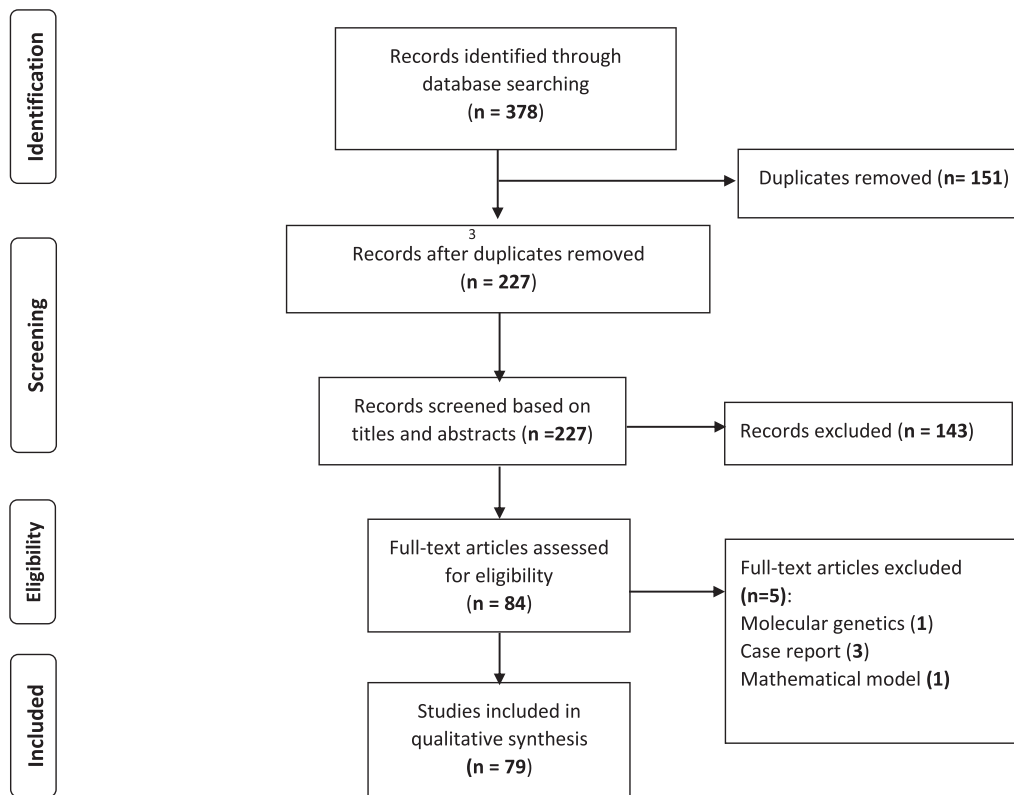 Identification
Records identified through
database searching
(n = 378)
Duplicates removed (n= 151)
Screening
3
Records after duplicates removed
(n = 227)
Records screened based on
titles and abstracts (n =227)
Records excluded (n = 143)
Eligibility
Full-text articles assessed
for eligibility
(n = 84)
Full-text articles excluded
(n=5):
Molecular genetics (1)
Case report (3)
Mathematical model (1)
Included
Studies included in
qualitative synthesis
(n = 79)